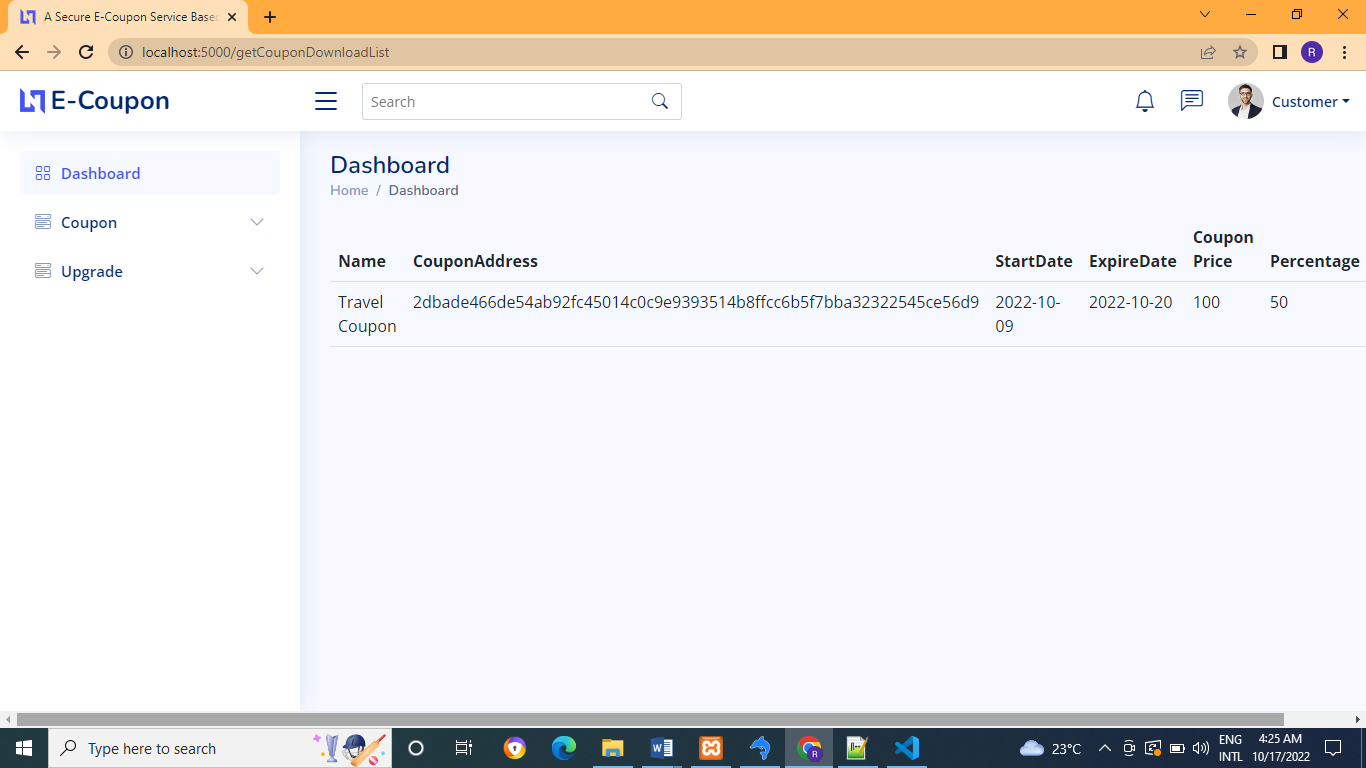 A Secure E-Coupon Service Based
localhost:5000/getCouponDownloadList
R
E-Coupon
Search
Customer
Dashboard
Coupon
Upgrade
Dashboard
Home / Dashboard
Name CouponAddress StartDate ExpireDate Coupon Price Percentage
Travel Coupon 2dbade466de54ab92fc45014c0c9e9393514b8ffcc6b5f7bba32322545ce56d9 2022-10-09 2022-10-20 100 50
Type here to search
23°C
ENG
INTL
4:25 AM
10/17/2022